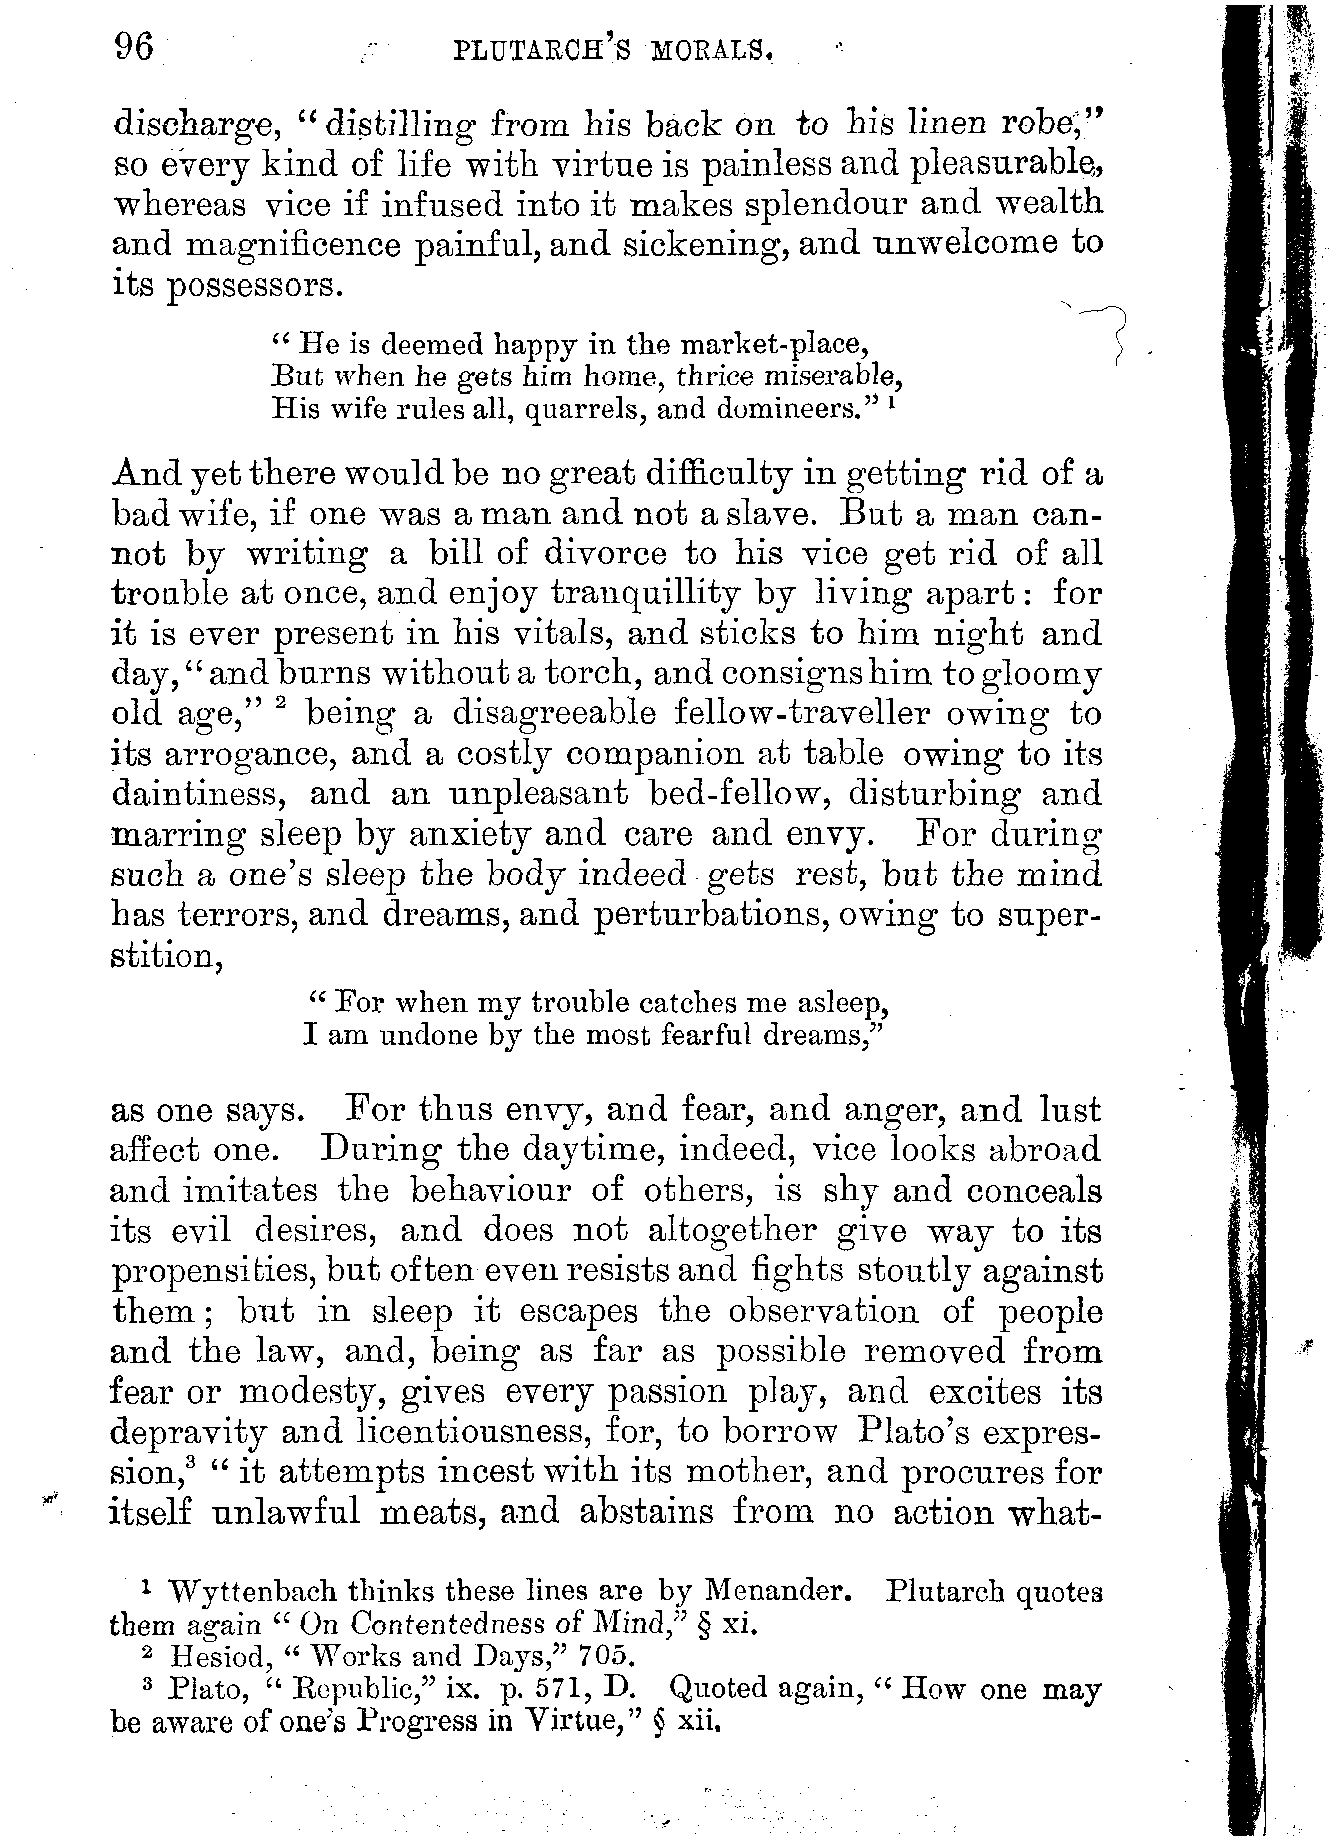 96 PLUTARCH'S MORALS.
discharge, "distilling from his back on to his linen robe,"
so every kind of life with virtue is painless and pleasurable,
whereas vice if infused into it makes splendour and wealth
and magnificence painful, and sickening, and unwelcome to
its possessors.
"He is deemed happy in the market-place,
But when he gets him home, thrice miserable,
His wife rules all, quarrels, and domineers." ¹
And yet there would be no great difficulty in getting rid of a
bad wife, if one was a man and not a slave. But a man can-
not by writing a bill of divorce to his vice get rid of all
trouble at once, and enjoy tranquillity by living apart: for
it is ever present in his vitals, and sticks to him night and
day, "and burns without a torch, and consigns him to gloomy
old age," ² being a disagreeable fellow-traveller owing to
its arrogance, and a costly companion at table owing to its
daintiness, and an unpleasant bed-fellow, disturbing and
marring sleep by anxiety and care and envy. For during
such a one's sleep the body indeed gets rest, but the mind
has terrors, and dreams, and perturbations, owing to super-
stition,
"For when my trouble catches me asleep,
I am undone by the most fearful dreams,"
as one says. For thus envy, and fear, and anger, and lust
affect one. During the daytime, indeed, vice looks abroad
and imitates the behaviour of others, is shy and conceals
its evil desires, and does not altogether give way to its
propensities, but often even resists and fights stoutly against
them; but in sleep it escapes the observation of people
and the law, and, being as far as possible removed from
fear or modesty, gives every passion play, and excites its
depravity and licentiousness, for, to borrow Plato's expres-
sion,³ "it attempts incest with its mother, and procures for
itself unlawful meats, and abstains from no action what-
¹ Wyttenbach thinks these lines are by Menander. Plutarch quotes
them again "On Contentedness of Mind," § xi.
² Hesiod, "Works and Days," 705.
³ Plato, "Republic," ix. p. 571, D. Quoted again, "How one may
be aware of one's Progress in Virtue," § xii.